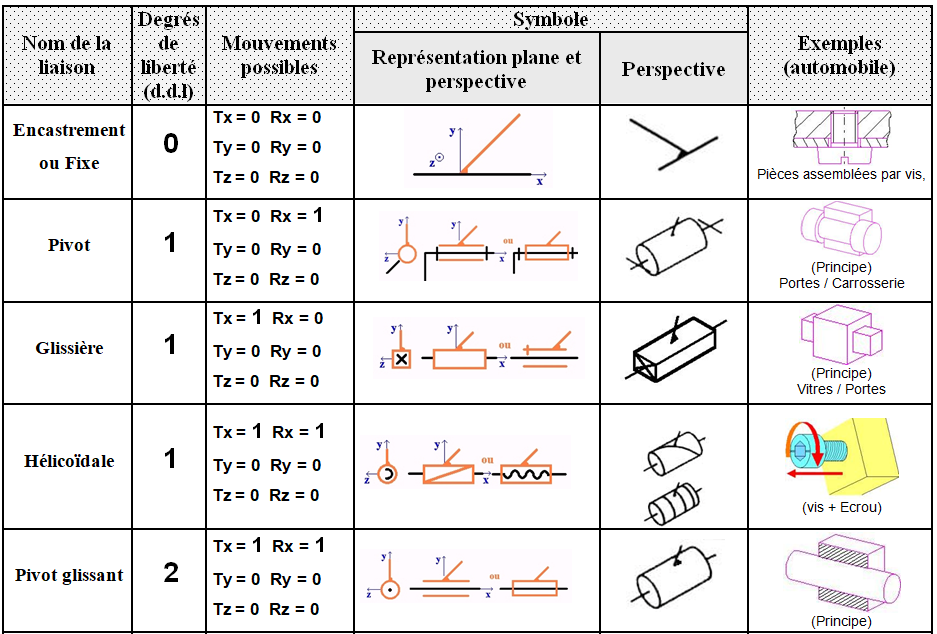 Nom de la
liaison
Degrés
de
liberté
(d.d.l)
Mouvements
possibles
Symbole
Représentation plane et
perspective
Perspective
Exemples
(automobile)
Encastrement
ou Fixe
0
Tx = 0 Rx = 0
Ty = 0 Ry = 0
Tz = 0 Rz = 0
y
z
x
Pièces assemblées par vis,
Pivot
1
Tx = 0 Rx = 1
Ty = 0 Ry = 0
Tz = 0 Rz = 0
y
z
y
x
ou
(Principe)
Portes / Carrosserie
Glissière
1
Tx = 1 Rx = 0
Ty = 0 Ry = 0
Tz = 0 Rz = 0
y
z
y
x
ou
(Principe)
Vitres / Portes
Hélicoïdale
1
Tx = 1 Rx = 1
Ty = 0 Ry = 0
Tz = 0 Rz = 0
y
z
y
x
ou
(vis + Ecrou)
Pivot glissant
2
Tx = 1 Rx = 1
Ty = 0 Ry = 0
Tz = 0 Rz = 0
y
z
y
x
ou
(Principe)